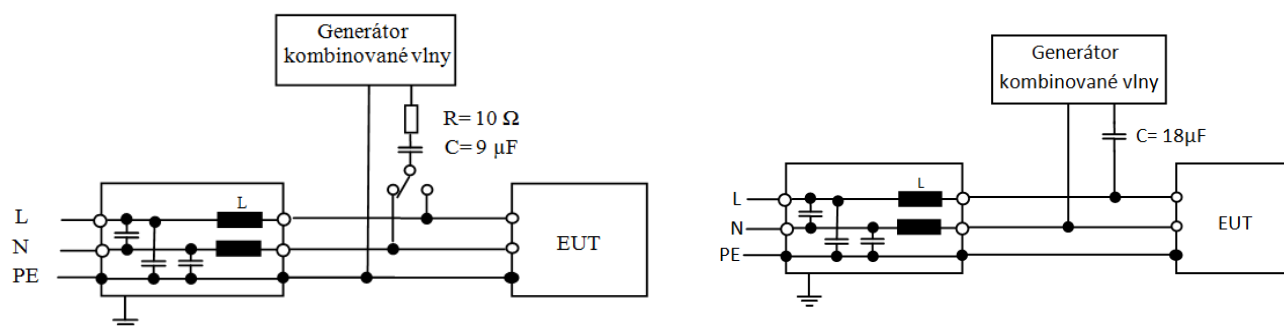 Generátor
kombinované vlny
R= 10 Ω
C= 9 µF
L
L
N
EUT
PE
Generátor
kombinované vlny
C= 18µF
L
L
N
EUT
PE